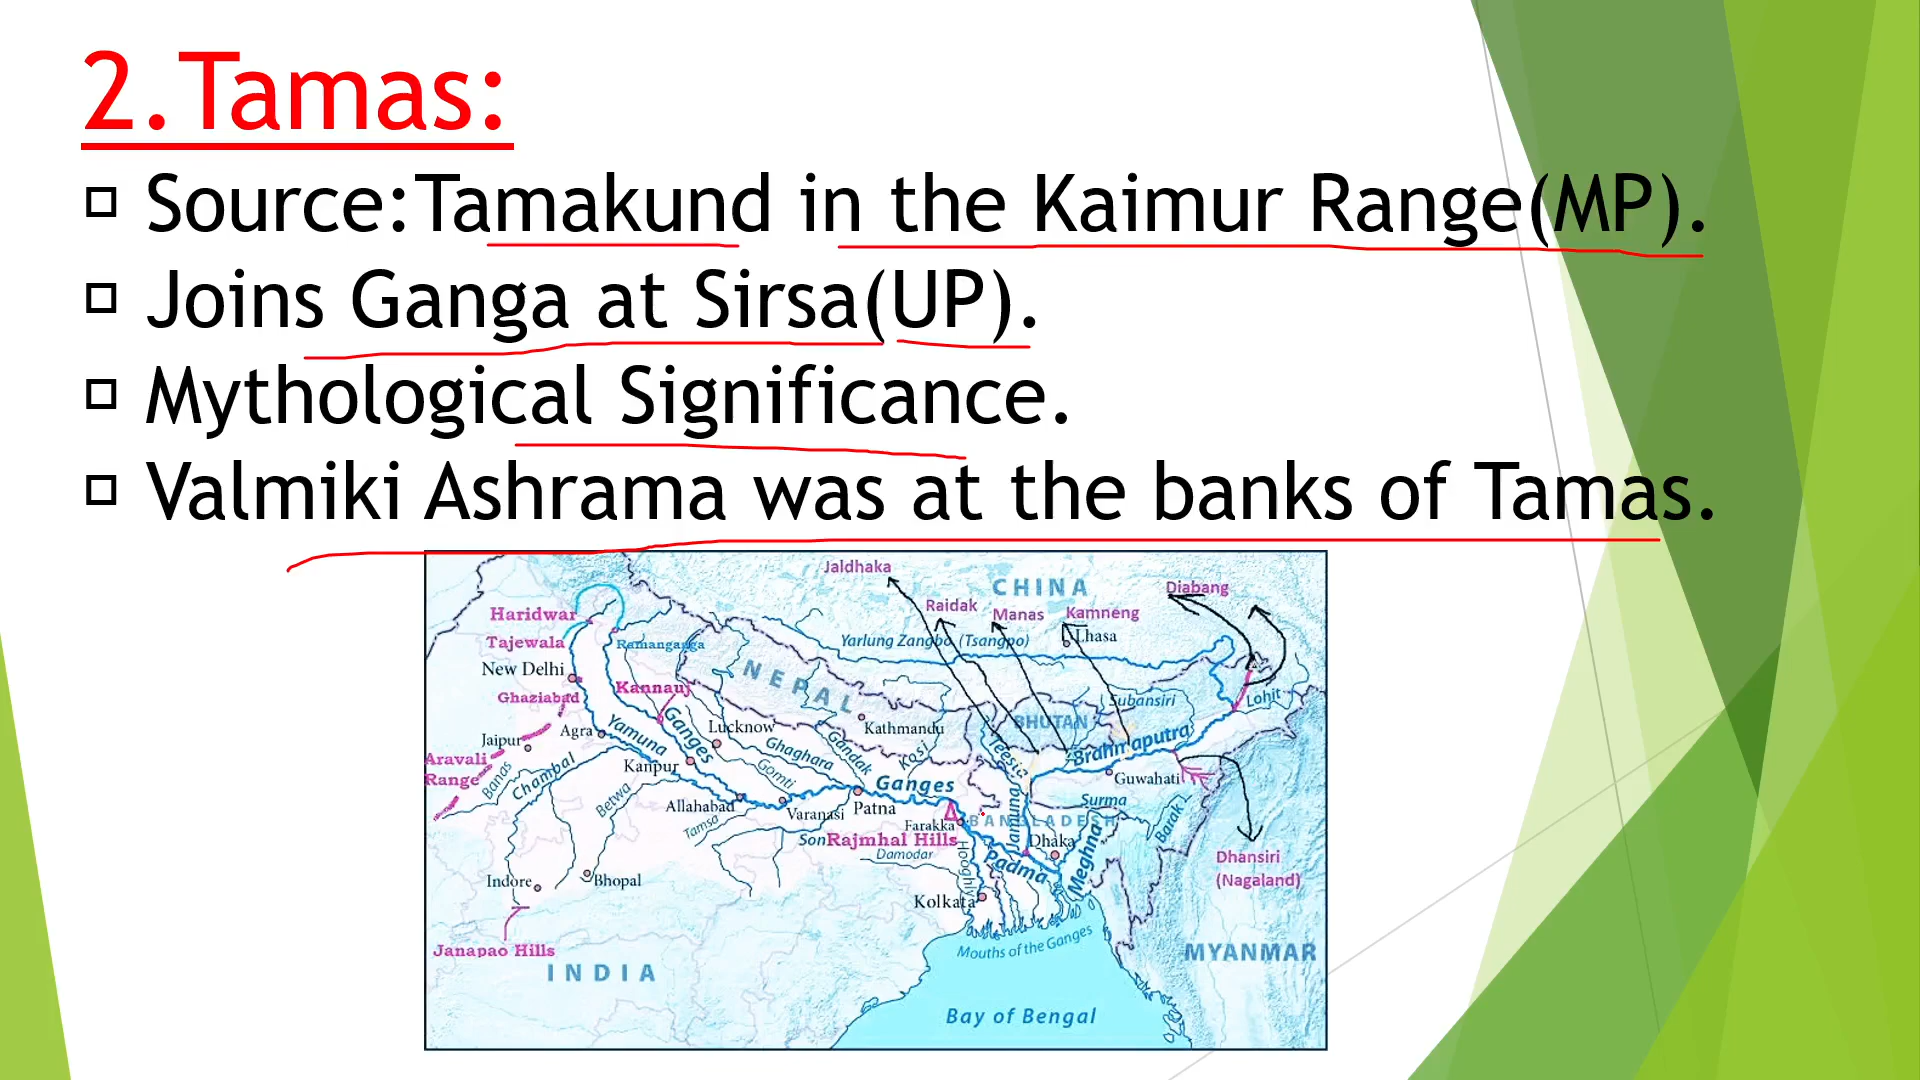 2.Tamas:
Source:Tamakund in the Kaimur Range(MP).
Joins Ganga at Sirsa(UP).
Mythological Significance.
Valmiki Ashrama was at the banks of Tamas.
Jaldhaka
CHINA
Diabang
Raidak
Manas
Kamneng
Haridwar
Tajewala
Ramanganga
Yarlung Zangbo (Tsangpo)
Lhasa
New Delhi
NEPAL
Ghaziabad
Kannauj
Subansiri
Lohit
Jaipur
Agra
Yamuna
Ganges
Lucknow
Kathmandu
BHUTAN
Brahmaputra
Aravali
Range
Banas
Chambal
Kanpur
Ghaghara
Gandak
Kosi
Teesta
Gomti
Ganges
Guwahati
Betwa
Allahabad
Varanasi
Patna
Surma
Tamsa
Farakka
BANGLADESH
Jamuna
Barak
Son
Rajmhal Hills
Dhaka
Damodar
Hooghly
Padma
Meghna
Dhansiri
(Nagaland)
Indore
Bhopal
Kolkata
Janapao Hills
Mouths of the Ganges
MYANMAR
INDIA
Bay of Bengal